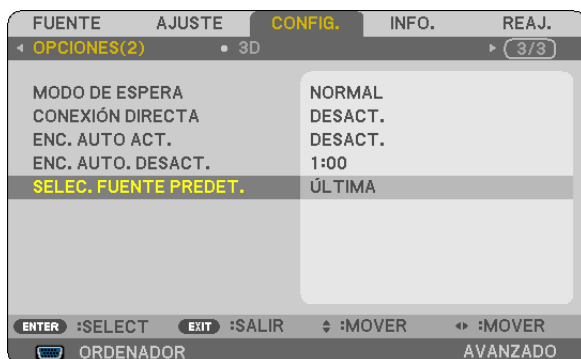 FUENTE AJUSTE CONFIG. INFO. REAJ.
OPCIONES(2) • 3D 3/3
MODO DE ESPERA NORMAL
CONEXIÓN DIRECTA DESACT.
ENC. AUTO ACT. DESACT.
ENC. AUTO. DESACT. 1:00
SELEC. FUENTE PREDET. ÚLTIMA
ENTER :SELECT EXIT :SALIR :MOVER :MOVER
ORDENADOR AVANZADO